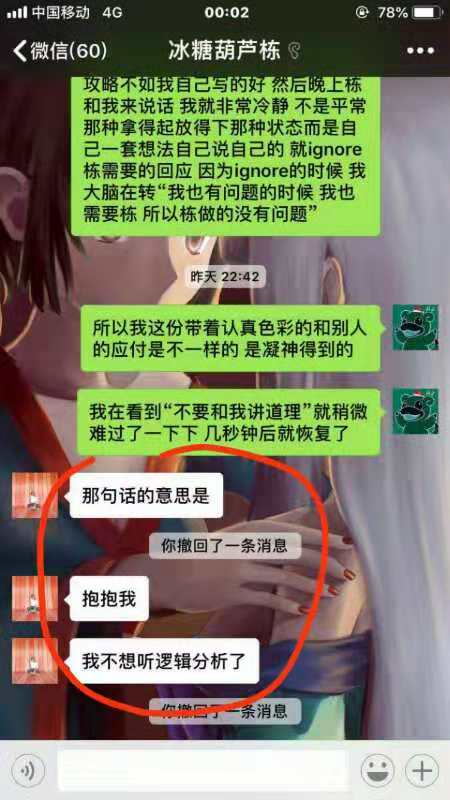 中国移动 4G 00:02 78%
微信(60) 冰糖葫芦栋
攻略不如我自己写的好 然后晚上栋
和我来说话 我就非常冷静 不是平常
那种拿得起放得下那种状态而是自
己一套想法自己说自己的 就ignore
栋需要的回应 因为ignore的时候 我
大脑在转“我也有问题的时候 我也
需要栋 所以栋做的没有问题”
昨天 22:42
所以我这份带着认真色彩的和别人
的应付是不一样的 是凝神得到的
我在看到“不要和我讲道理”就稍微
难过了一下下 几秒钟后就恢复了
那句话的意思是
你撤回了一条消息
抱抱我
我不想听逻辑分析了
你撤回了一条消息